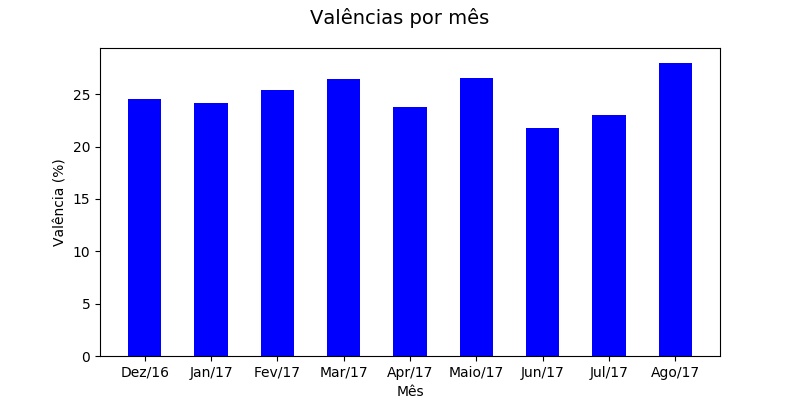 Valências por mês
Valência (%)
25
20
15
10
5
0
Dez/16 Jan/17 Fev/17 Mar/17 Apr/17 Maio/17 Jun/17 Jul/17 Ago/17
Mês